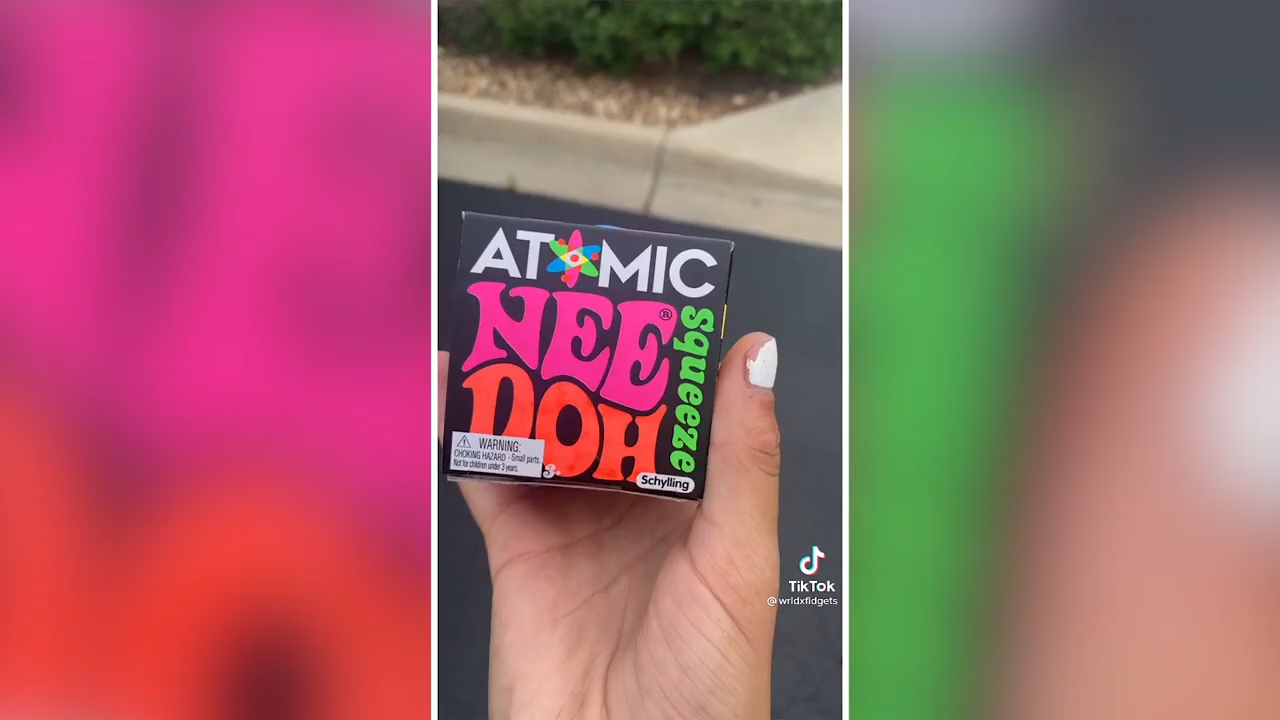 ATOMIC
NEE®
DOH
Squeeze
⚠ WARNING:
CHOKING HAZARD - Small parts.
Not for children under 3 years.
3+
Schylling
TikTok
@wrldxfidgets